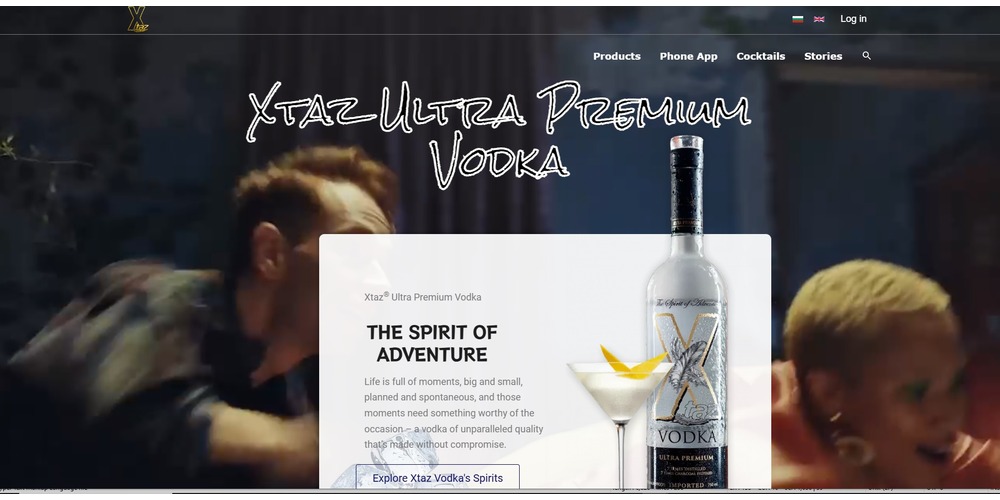 Xtaz
Log in
Products Phone App Cocktails Stories
Xtaz Ultra Premium
Vodka
Xtaz® Ultra Premium Vodka
THE SPIRIT OF
ADVENTURE
Life is full of moments, big and small,
planned and spontaneous, and those
moments need something worthy of the
occasion – a vodka of unparalleled quality
that's made without compromise.
Explore Xtaz Vodka's Spirits
The Spirit of Adventure
X
taz
VODKA
ULTRA PREMIUM
IMPORTED